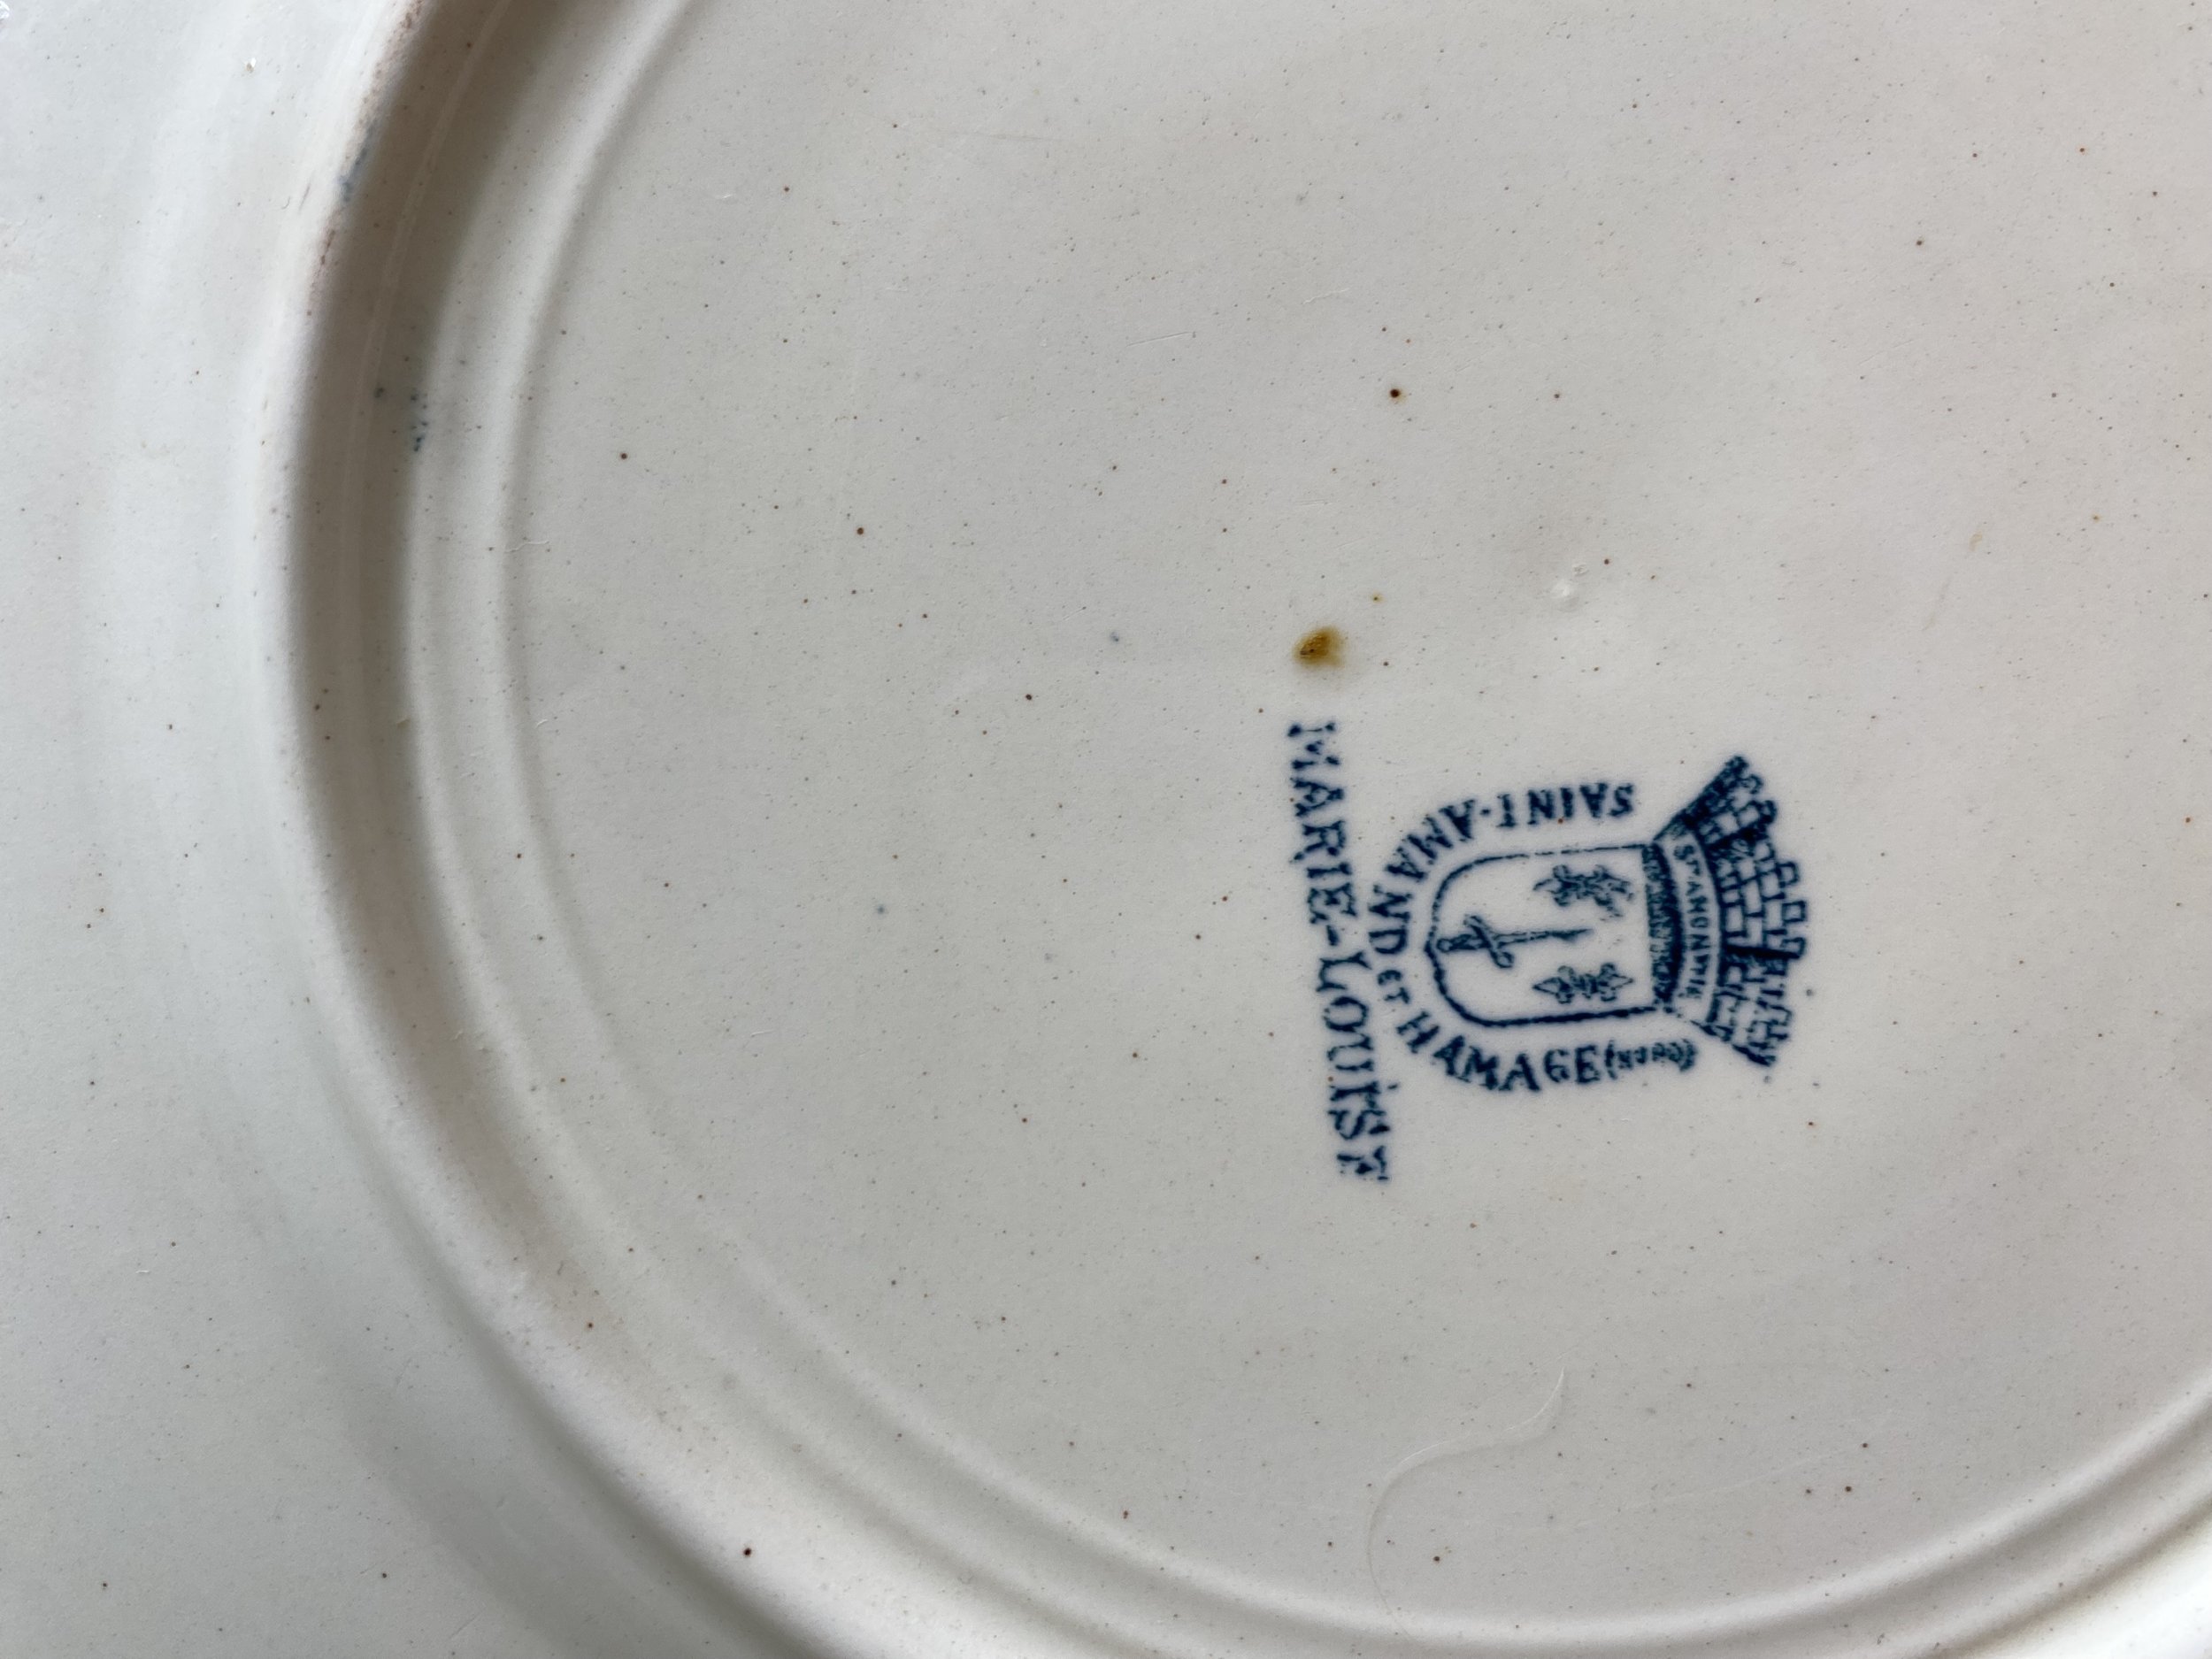 SAINT-AMAND ET HAMAGE (NORD)
MARIE-LOUISE